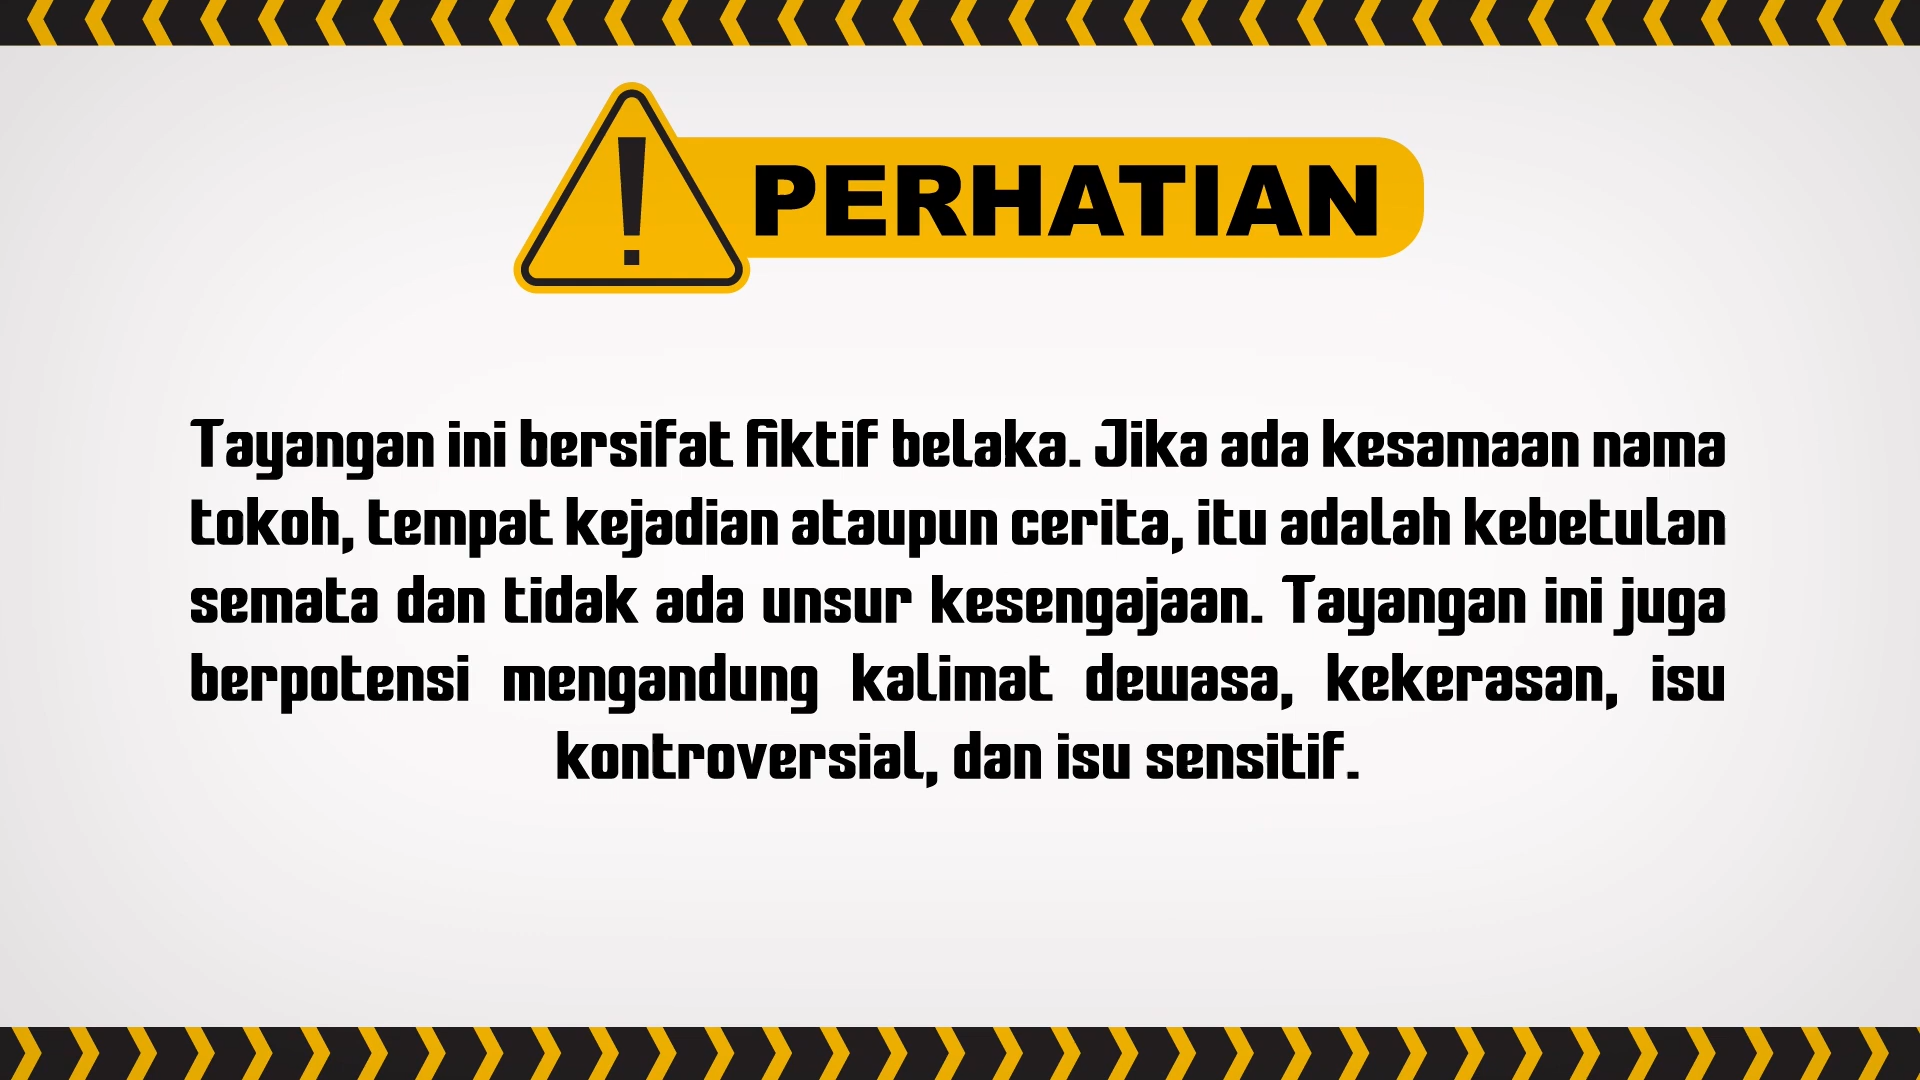 !
PERHATIAN
Tayangan ini bersifat fiktif belaka. Jika ada kesamaan nama
tokoh, tempat kejadian ataupun cerita, itu adalah kebetulan
semata dan tidak ada unsur kesengajaan. Tayangan ini juga
berpotensi mengandung kalimat dewasa, kekerasan, isu
kontroversial, dan isu sensitif.